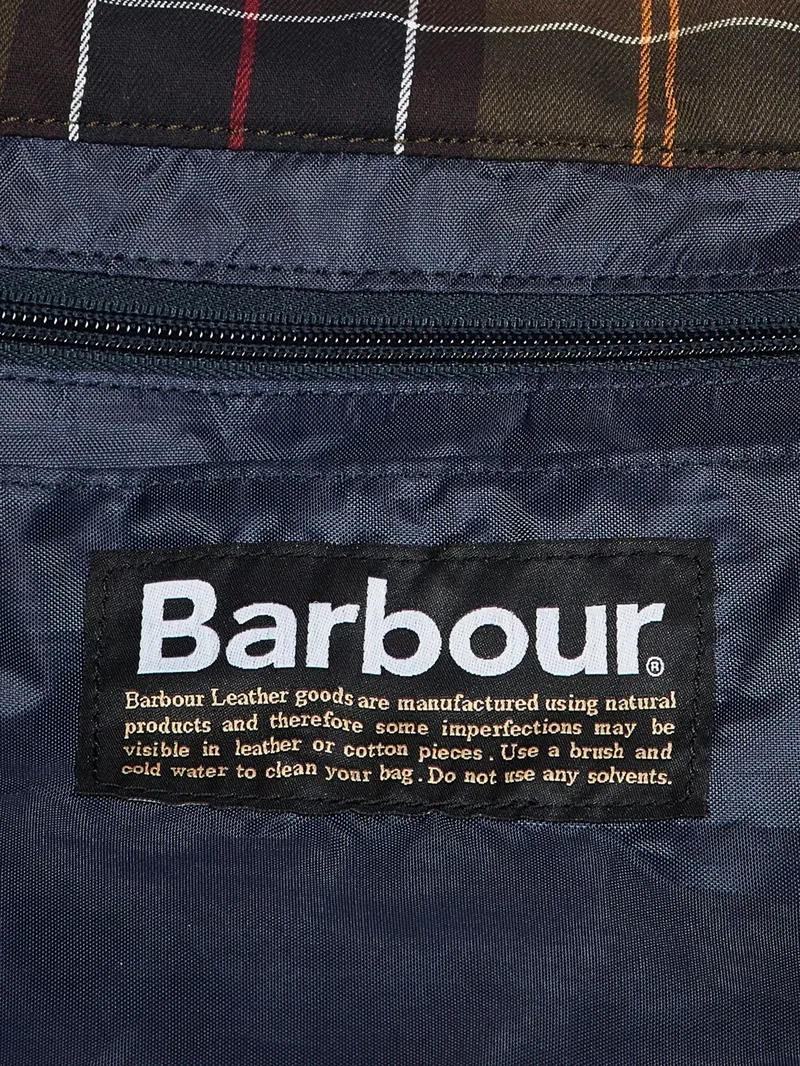 Barbour®
Barbour Leather goods are manufactured using natural
products and therefore some imperfections may be
visible in leather or cotton pieces. Use a brush and
cold water to clean your bag. Do not use any solvents.